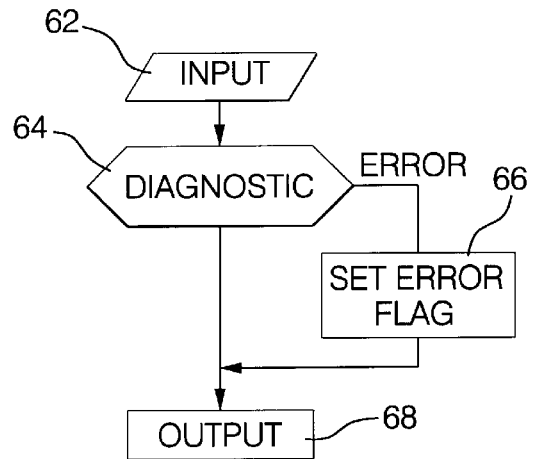 62
INPUT
64
DIAGNOSTIC
ERROR
66
SET ERROR
FLAG
OUTPUT
68